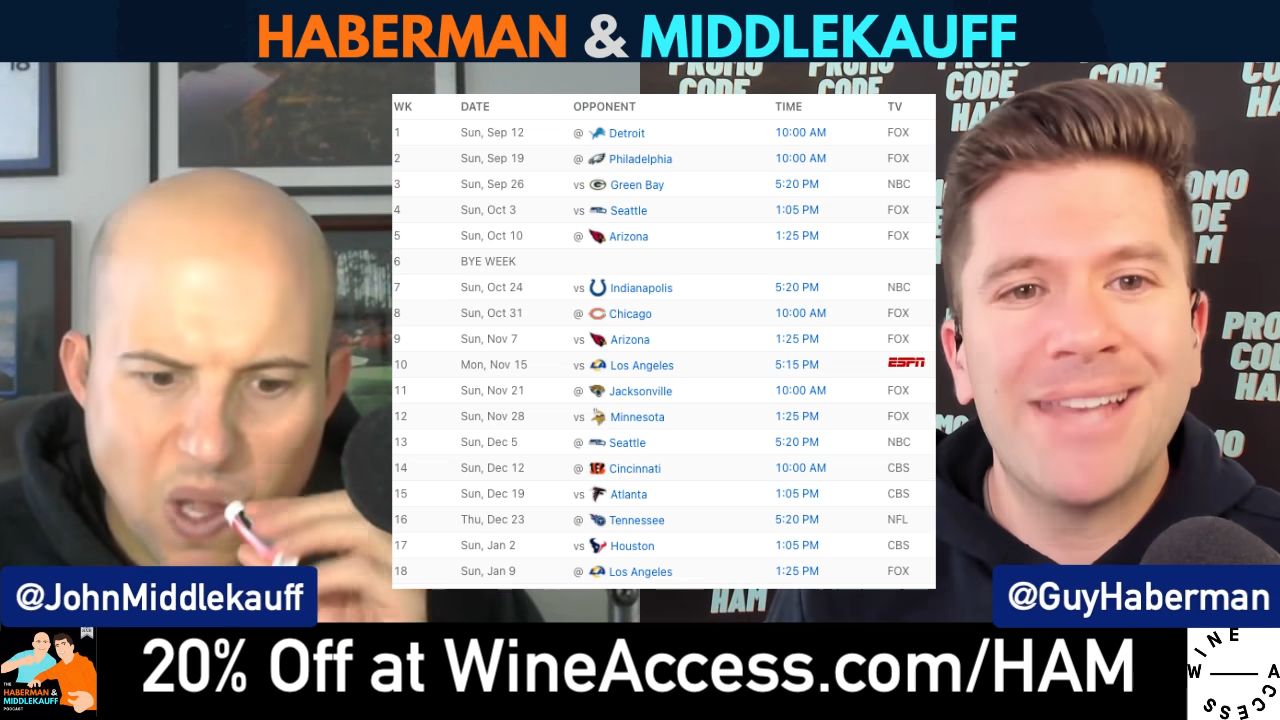 HABERMAN & MIDDLEKAUFF
PROMO CODE HAM
WK DATE OPPONENT TIME TV
1 Sun, Sep 12 @ Detroit 10:00 AM FOX
2 Sun, Sep 19 @ Philadelphia 10:00 AM FOX
3 Sun, Sep 26 vs Green Bay 5:20 PM NBC
4 Sun, Oct 3 vs Seattle 1:05 PM FOX
5 Sun, Oct 10 @ Arizona 1:25 PM FOX
6 BYE WEEK
7 Sun, Oct 24 vs Indianapolis 5:20 PM NBC
8 Sun, Oct 31 @ Chicago 10:00 AM FOX
9 Sun, Nov 7 vs Arizona 1:25 PM FOX
10 Mon, Nov 15 vs Los Angeles 5:15 PM ESPN
11 Sun, Nov 21 @ Jacksonville 10:00 AM FOX
12 Sun, Nov 28 vs Minnesota 1:25 PM FOX
13 Sun, Dec 5 @ Seattle 5:20 PM NBC
14 Sun, Dec 12 @ Cincinnati 10:00 AM CBS
15 Sun, Dec 19 vs Atlanta 1:05 PM CBS
16 Thu, Dec 23 @ Tennessee 5:20 PM NFL
17 Sun, Jan 2 vs Houston 1:05 PM CBS
18 Sun, Jan 9 @ Los Angeles 1:25 PM FOX
@JohnMiddlekauff
@GuyHaberman
THE
HABERMAN &
MIDDLEKAUFF
PODCAST
20% Off at WineAccess.com/HAM
WINE ACCESS